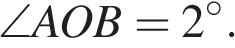 ∠AOB = 2°.